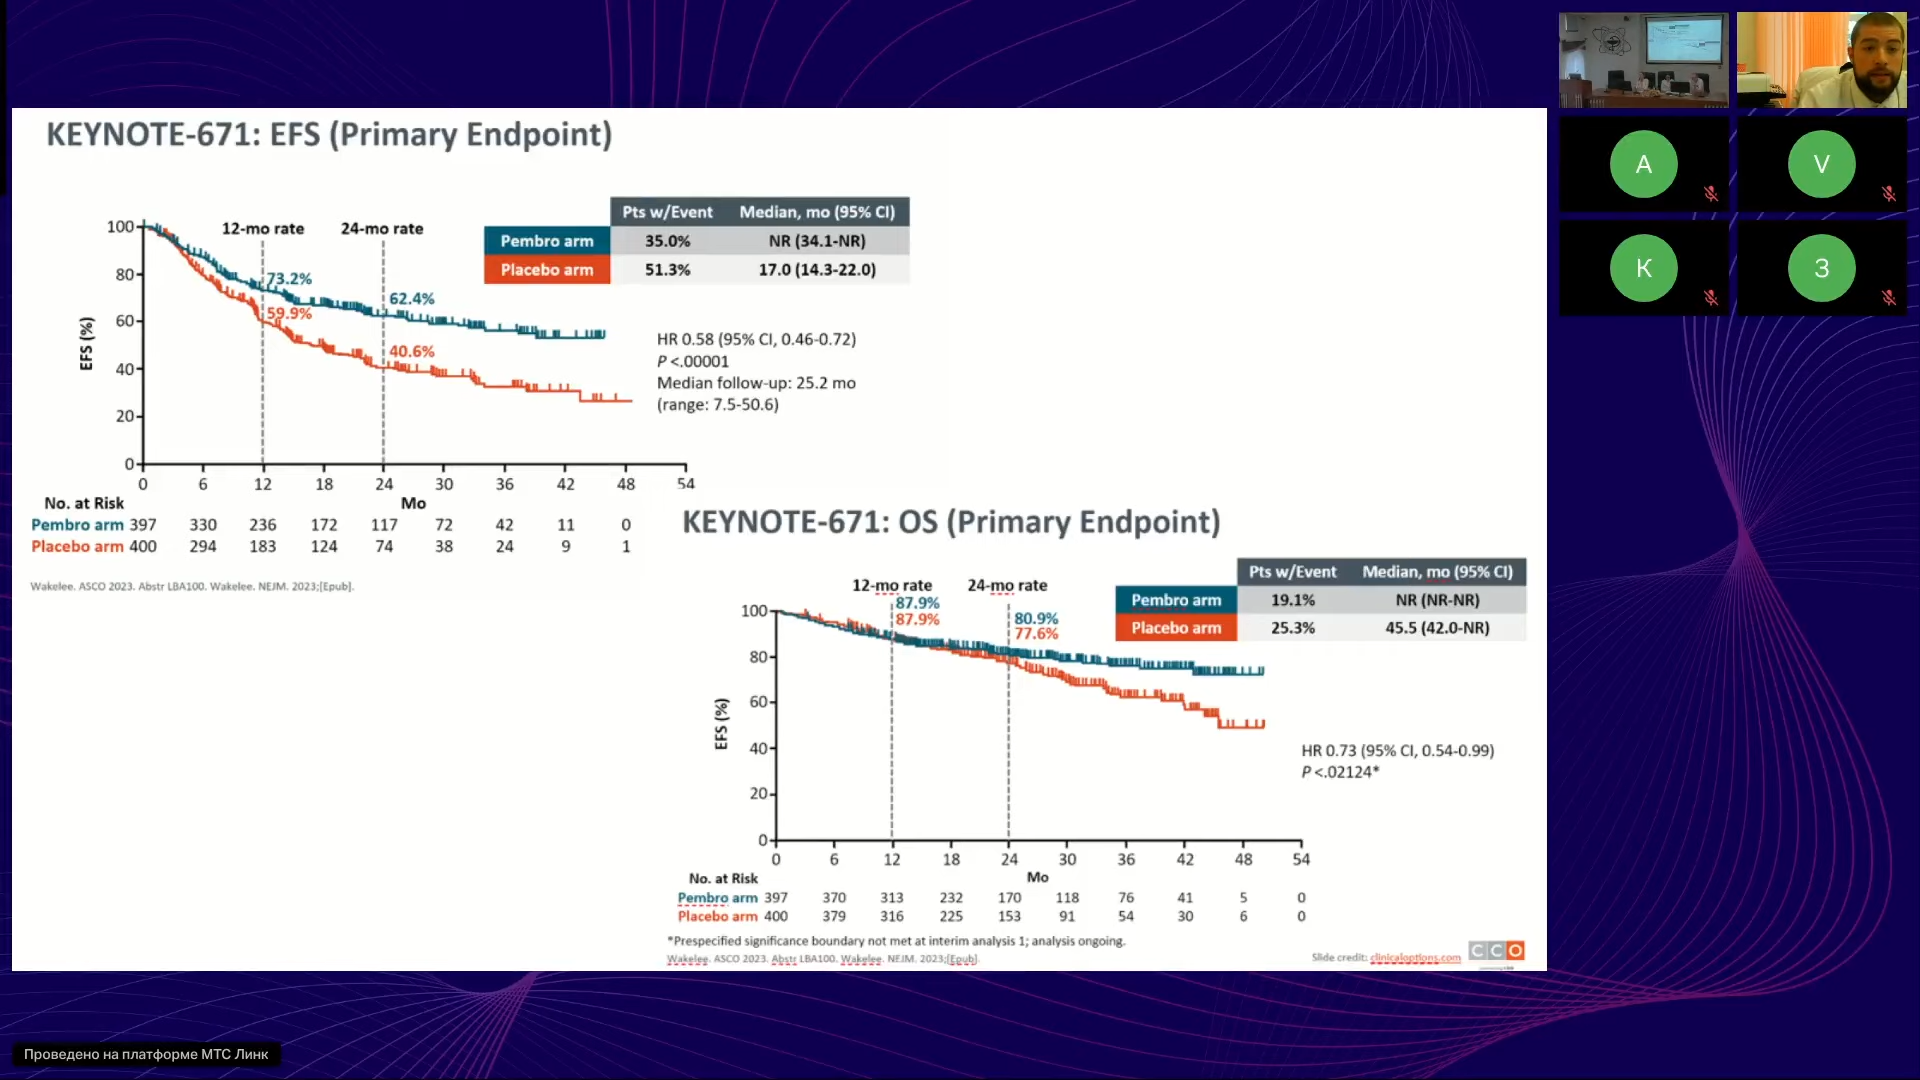 KEYNOTE-671: EFS (Primary Endpoint)
Pts w/Event Median, mo (95% CI)
Pembro arm 35.0% NR (34.1-NR)
Placebo arm 51.3% 17.0 (14.3-22.0)
12-mo rate 24-mo rate
73.2%
59.9%
62.4%
40.6%
EFS (%)
100
80
60
40
20
0
0 6 12 18 24 30 36 42 48 54
Mo
HR 0.58 (95% CI, 0.46-0.72)
P <.00001
Median follow-up: 25.2 mo
(range: 7.5-50.6)
No. at Risk
Pembro arm 397 330 236 172 117 72 42 11 0
Placebo arm 400 294 183 124 74 38 24 9 1
Wakelee. ASCO 2023. Abstr LBA100. Wakelee. NEJM. 2023;[Epub].
KEYNOTE-671: OS (Primary Endpoint)
Pts w/Event Median, mo (95% CI)
Pembro arm 19.1% NR (NR-NR)
Placebo arm 25.3% 45.5 (42.0-NR)
12-mo rate 24-mo rate
87.9%
87.9%
80.9%
77.6%
EFS (%)
100
80
60
40
20
0
0 6 12 18 24 30 36 42 48 54
Mo
HR 0.73 (95% CI, 0.54-0.99)
P <.02124*
No. at Risk
Pembro arm 397 370 313 232 170 118 76 41 5 0
Placebo arm 400 379 316 225 153 91 54 30 6 0
*Prespecified significance boundary not met at interim analysis 1; analysis ongoing.
Wakelee. ASCO 2023. Abstr LBA100. Wakelee. NEJM. 2023;[Epub].
Slide credit: clinicaloptions.com
CCO
A
V
К
З
Проведено на платформе МТС Линк